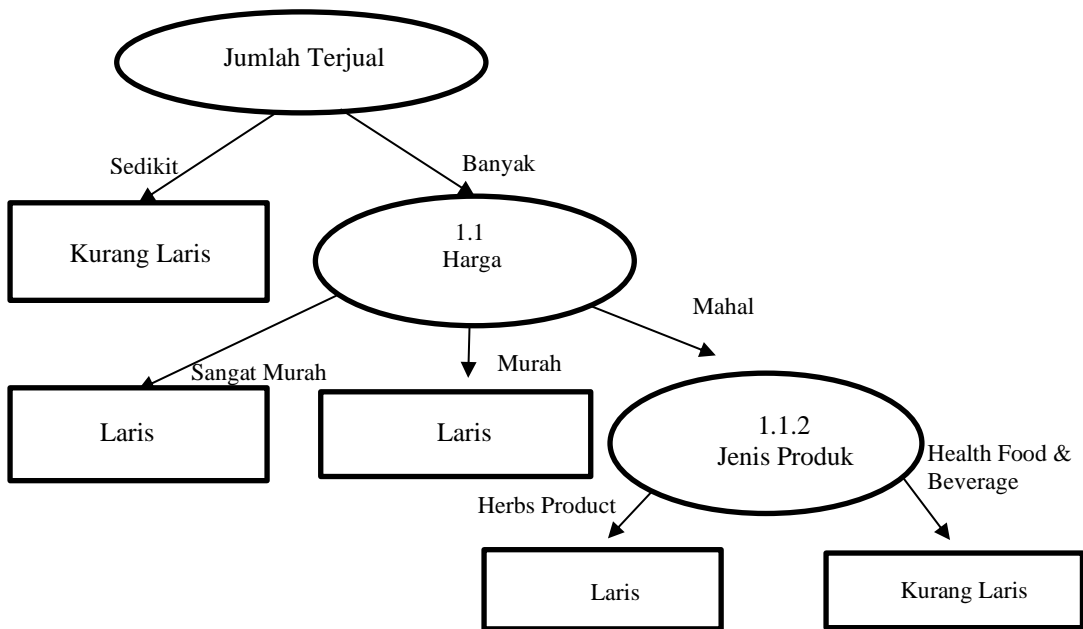 Jumlah Terjual
Sedikit
Banyak
Kurang Laris
1.1
Harga
Mahal
Sangat Murah
Murah
Laris
Laris
1.1.2
Jenis Produk
Health Food &
Beverage
Herbs Product
Laris
Kurang Laris